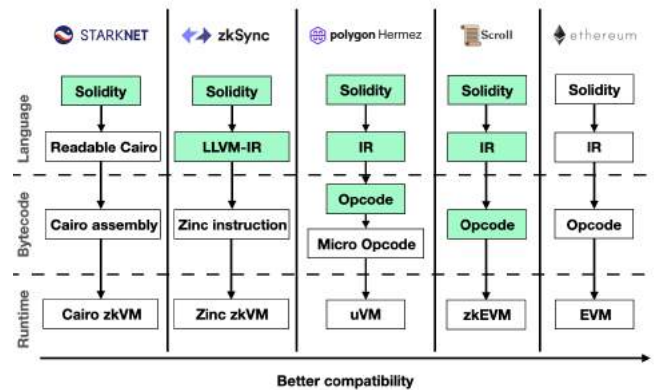 STARKNET
zkSync
polygon Hermez
Scroll
ethereum
Language
Solidity
Solidity
Solidity
Solidity
Solidity
Readable Cairo
LLVM-IR
IR
IR
IR
Bytecode
Opcode
Cairo assembly
Zinc instruction
Micro Opcode
Opcode
Opcode
Runtime
Cairo zkVM
Zinc zkVM
uVM
zkEVM
EVM
Better compatibility